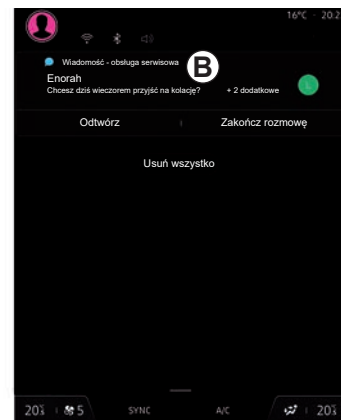 16°C · 20:2
Wiadomość - obsługa serwisowa
B
Enorah
Chcesz dziś wieczorem przyjść na kolację? + 2 dodatkowe
L
Odtwórz Zakończ rozmowę
Usuń wszystko
20 5 SYNC A/C 20